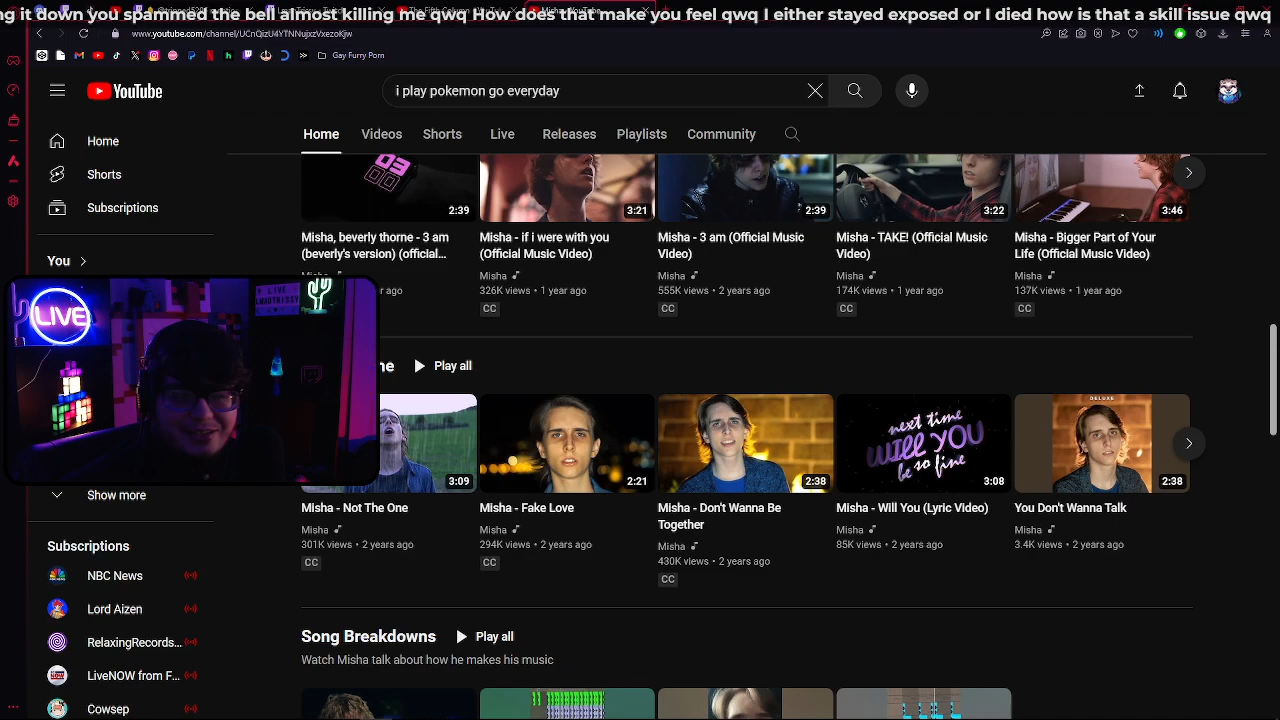 ng it down you spammed the bell almost killing me qwq How does that make you feel qwq I either stayed exposed or I died how is that a skill issue qwq
www.youtube.com/channel/UCnQizU4YTNNujxzVxezoKjw
Gay Furry Porn
YouTube
i play pokemon go everyday
Home
Videos
Shorts
Live
Releases
Playlists
Community
Home
Shorts
Subscriptions
You
Show more
Subscriptions
NBC News
Lord Aizen
RelaxingRecords...
LiveNOW from F...
Cowsep
2:39
3:21
2:39
3:22
3:46
Misha, beverly thorne - 3 am
(beverly's version) (official...
Misha
ar ago
Misha - if i were with you
(Official Music Video)
Misha
326K views • 1 year ago
CC
Misha - 3 am (Official Music
Video)
Misha
555K views • 2 years ago
CC
Misha - TAKE! (Official Music
Video)
Misha
174K views • 1 year ago
CC
Misha - Bigger Part of Your
Life (Official Music Video)
Misha
137K views • 1 year ago
CC
LIVE
LIVE
ne
Play all
3:09
2:21
2:38
next time
WILL YOU
be so fine
3:08
DELUXE
2:38
Misha - Not The One
Misha
301K views • 2 years ago
CC
Misha - Fake Love
Misha
294K views • 2 years ago
CC
Misha - Don't Wanna Be
Together
Misha
430K views • 2 years ago
CC
Misha - Will You (Lyric Video)
Misha
85K views • 2 years ago
You Don't Wanna Talk
Misha
3.4K views • 2 years ago
Song Breakdowns
Play all
Watch Misha talk about how he makes his music